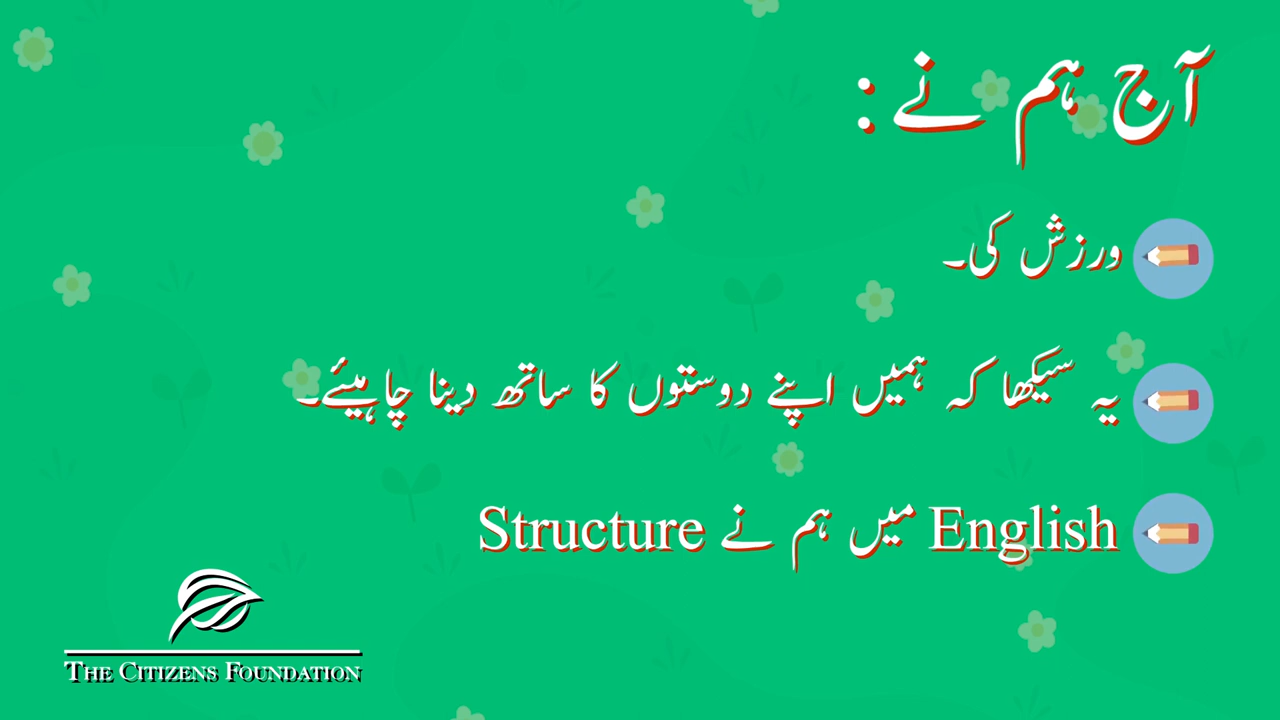 آج ہم نے :
ورزش کی۔
یہ سیکھا کہ ہمیں اپنے دوستوں کا ساتھ دینا چاہیئے۔
English میں ہم نے Structure
THE CITIZENS FOUNDATION